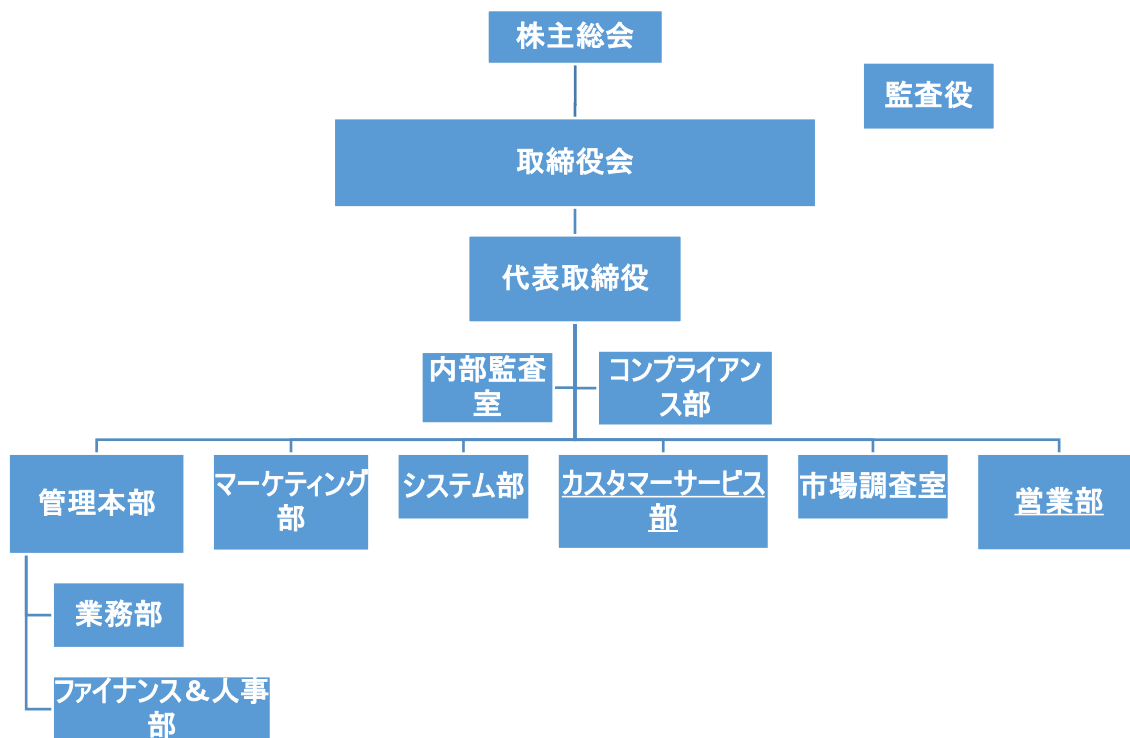 株主総会
監査役
取締役会
代表取締役
内部監査
室
コンプライアン
ス部
管理本部
マーケティング
部
システム部
カスタマーサービス
部
市場調査室
営業部
業務部
ファイナンス＆人事
部